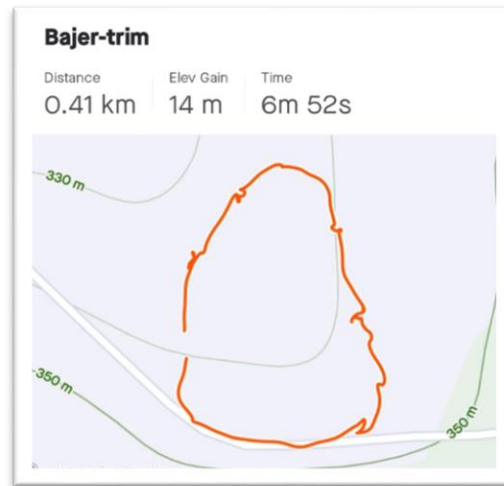 Bajer-trim
Distance Elev Gain Time
0.41 km 14 m 6m 52s
330 m
350 m
350 m